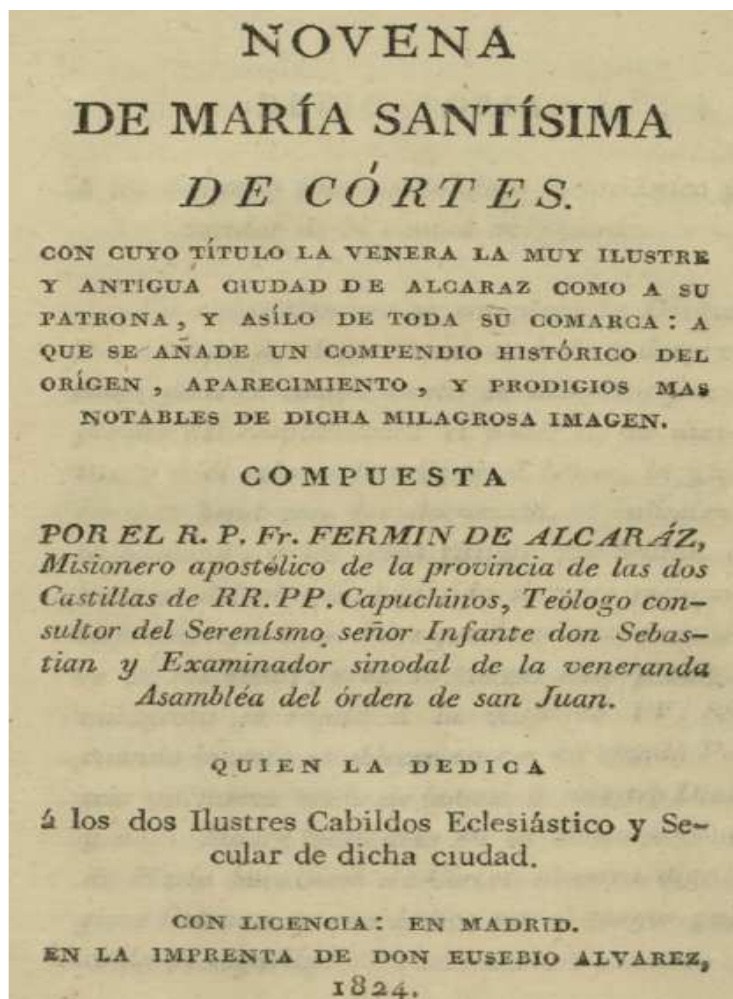 NOVENA
DE MARÍA SANTÍSIMA
DE CÓRTES.
CON CUYO TÍTULO LA VENERA LA MUY ILUSTRE
Y ANTIGUA CIUDAD DE ALCARAZ COMO A SU
PATRONA, Y ASÍLO DE TODA SU COMARCA: A
QUE SE AÑADE UN COMPENDIO HISTÓRICO DEL
ORÍGEN, APARECIMIENTO, Y PRODIGIOS MAS
NOTABLES DE DICHA MILAGROSA IMAGEN.
COMPUESTA
POR EL R. P. Fr. FERMIN DE ALCARÁZ,
Misionero apostólico de la provincia de las dos
Castillas de RR. PP. Capuchinos, Teólogo con-
sultor del Serenísmo señor Infante don Sebas-
tian y Examinador sinodal de la veneranda
Asambléa del órden de san Juan.
QUIEN LA DEDICA
á los dos Ilustres Cabildos Eclesiástico y Se-
cular de dicha ciudad.
CON LICENCIA: EN MADRID.
EN LA IMPRENTA DE DON EUSEBIO ALVAREZ,
1824.